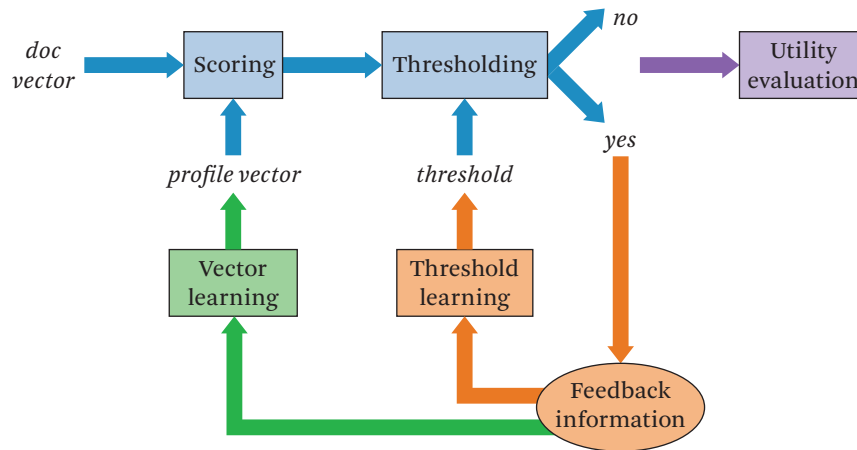 doc
vector
Scoring
Thresholding
no
Utility
evaluation
yes
profile vector
threshold
Vector
learning
Threshold
learning
Feedback
information